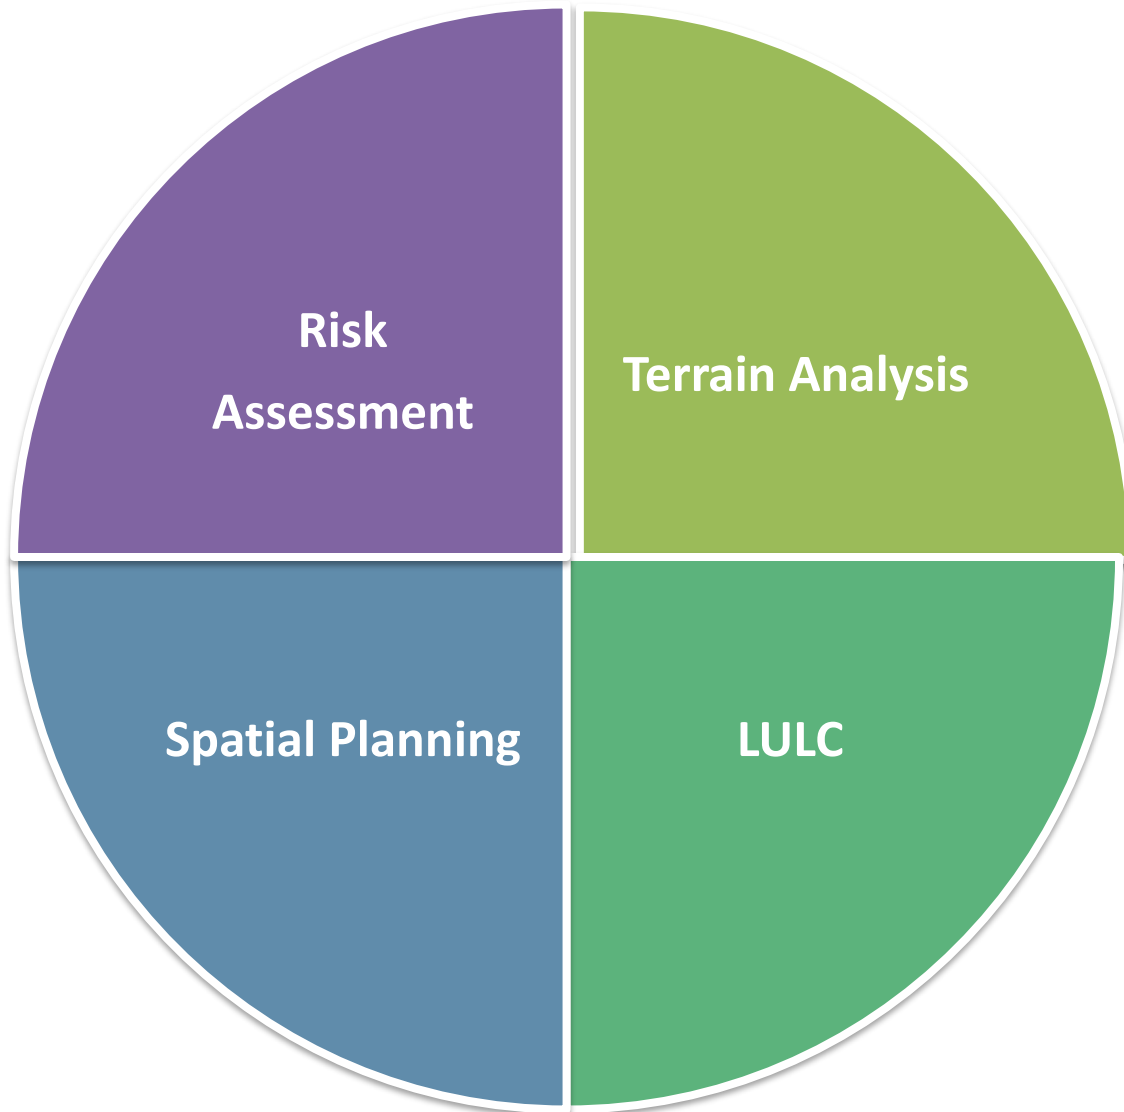 Risk
Assessment
Terrain Analysis
Spatial Planning
LULC